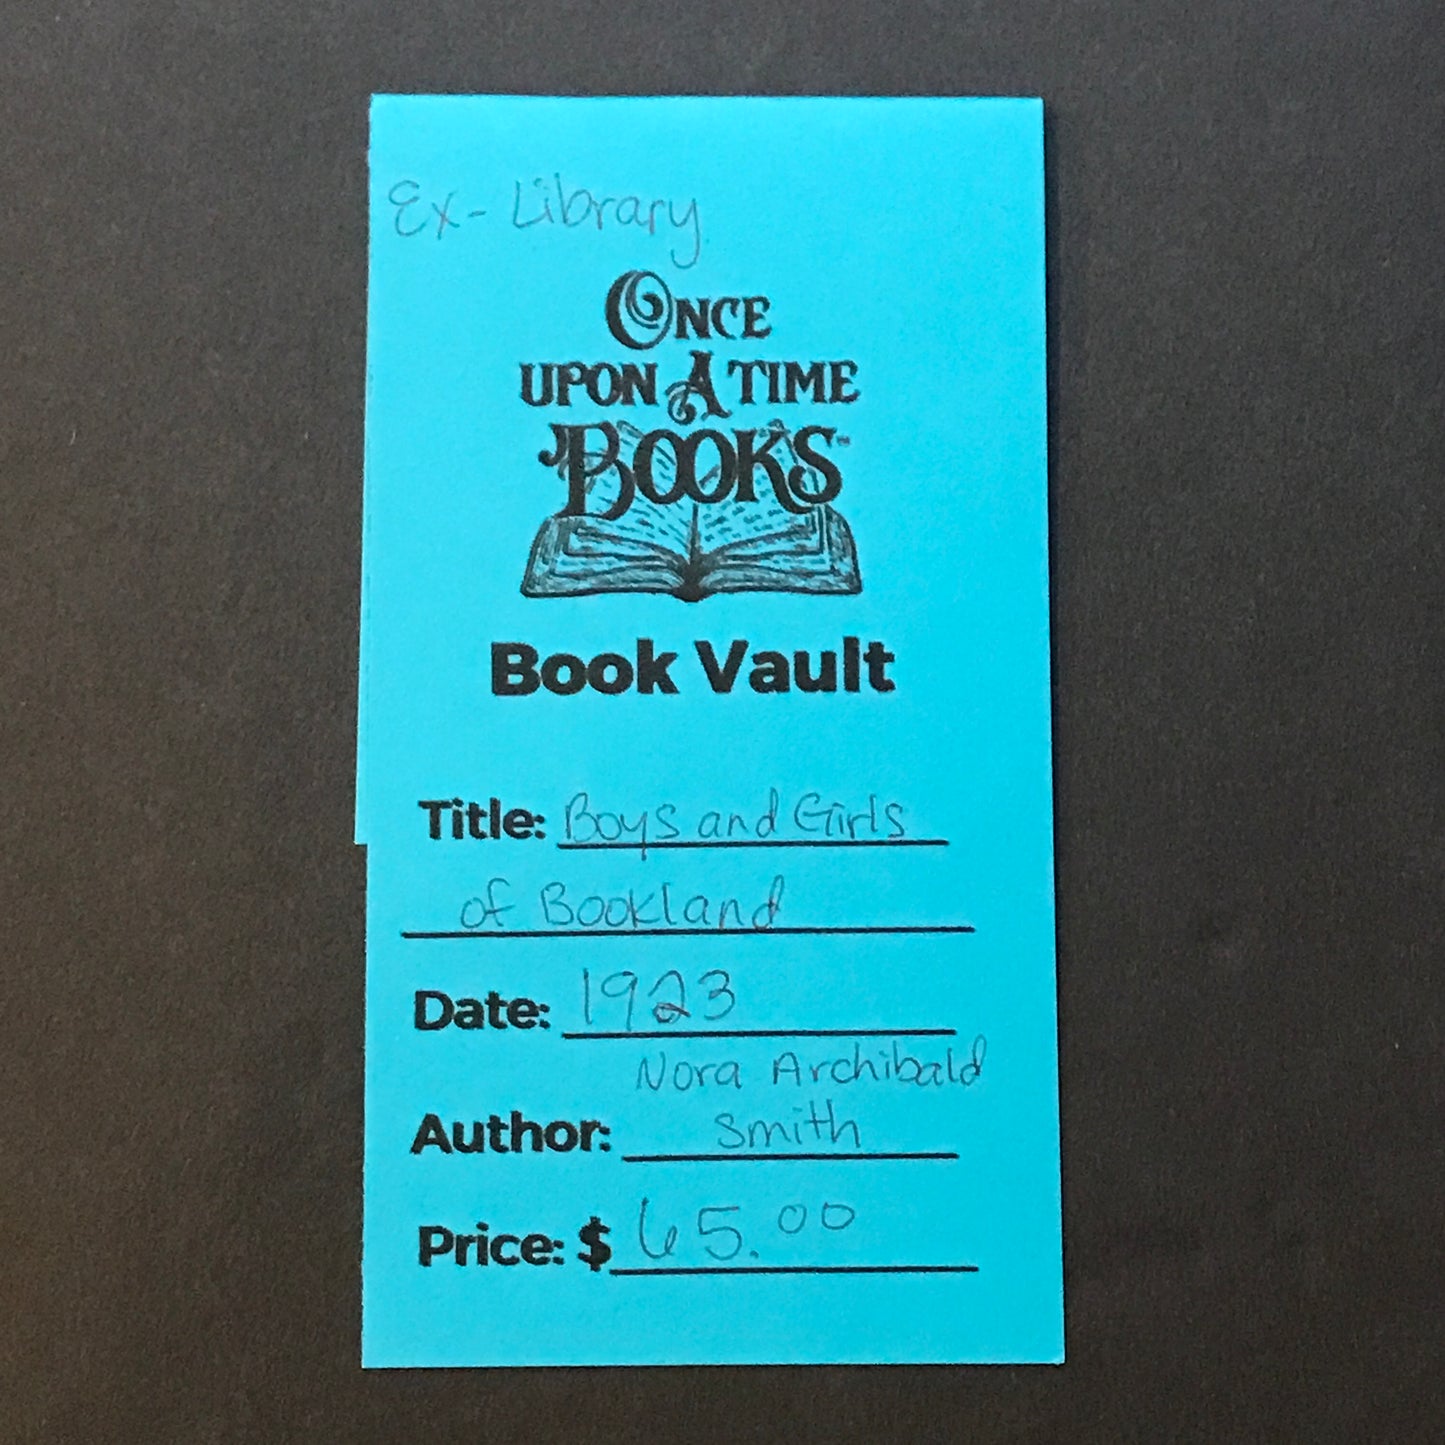 Ex-Library
ONCE
UPON A TIME
BOOKS™
Book Vault
Title: Boys and Girls
of Bookland
Date: 1923
Nora Archibald
Author: Smith
Price: $ 65.00